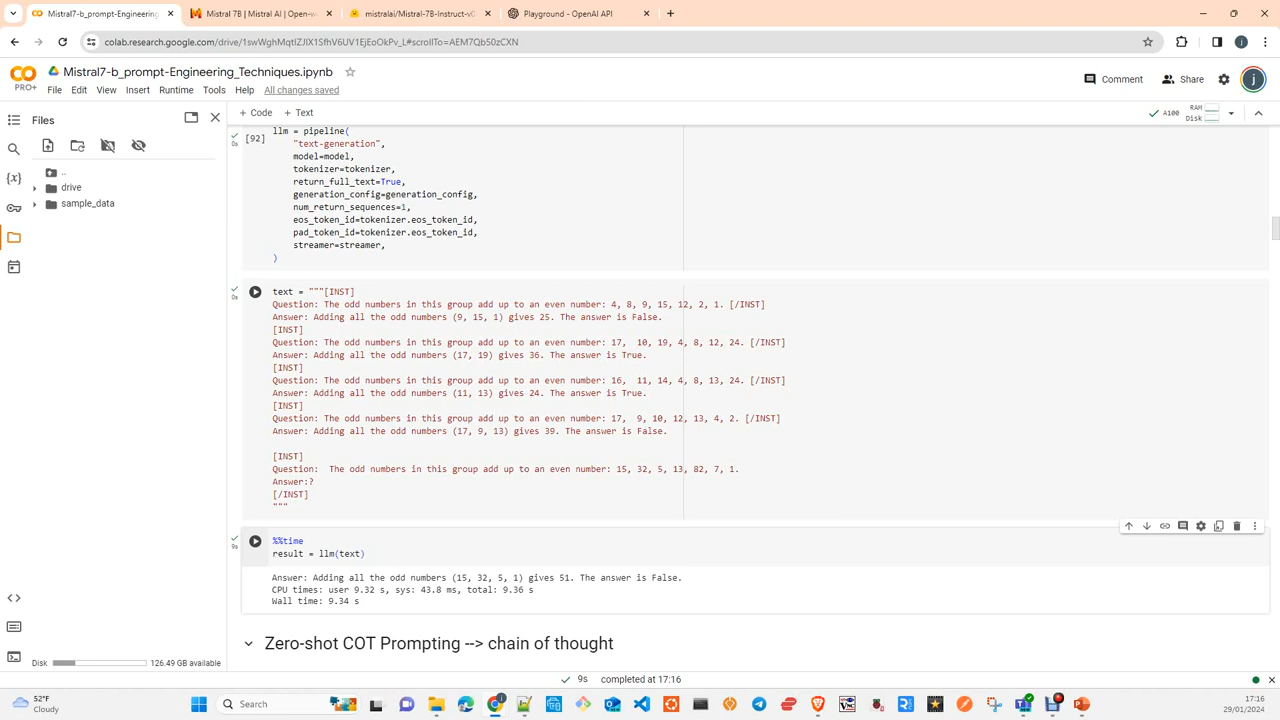 Mistral7-b_prompt-Engineering_
Mistral 7B | Mistral AI | Open-w
mistralai/Mistral-7B-Instruct-v0
Playground - OpenAI API
colab.research.google.com/drive/1swWghMqtlZJIX1SfhV6UV1EjEoOkPv_L#scrollTo=AEM7Qb50zCXN
PRO+
Mistral7-b_prompt-Engineering_Techniques.ipynb
File Edit View Insert Runtime Tools Help All changes saved
Comment
Share
j
Files
..
drive
sample_data
+ Code + Text
A100
RAM
Disk
[92]
0s
llm = pipeline(
"text-generation",
model=model,
tokenizer=tokenizer,
return_full_text=True,
generation_config=generation_config,
num_return_sequences=1,
eos_token_id=tokenizer.eos_token_id,
pad_token_id=tokenizer.eos_token_id,
streamer=streamer,
)
0s
text = """[INST]
Question: The odd numbers in this group add up to an even number: 4, 8, 9, 15, 12, 2, 1. [/INST]
Answer: Adding all the odd numbers (9, 15, 1) gives 25. The answer is False.
[INST]
Question: The odd numbers in this group add up to an even number: 17,  10, 19, 4, 8, 12, 24. [/INST]
Answer: Adding all the odd numbers (17, 19) gives 36. The answer is True.
[INST]
Question: The odd numbers in this group add up to an even number: 16,  11, 14, 4, 8, 13, 24. [/INST]
Answer: Adding all the odd numbers (11, 13) gives 24. The answer is True.
[INST]
Question: The odd numbers in this group add up to an even number: 17,  9, 10, 12, 13, 4, 2. [/INST]
Answer: Adding all the odd numbers (17, 9, 13) gives 39. The answer is False.
[INST]
Question:  The odd numbers in this group add up to an even number: 15, 32, 5, 13, 82, 7, 1.
Answer:?
[/INST]
"""
9s
%%time
result = llm(text)
Answer: Adding all the odd numbers (15, 32, 5, 1) gives 51. The answer is False.
CPU times: user 9.32 s, sys: 43.8 ms, total: 9.36 s
Wall time: 9.34 s
Zero-shot COT Prompting --> chain of thought
Disk
126.49 GB available
9s completed at 17:16
52°F
Cloudy
Search
17:16
29/01/2024